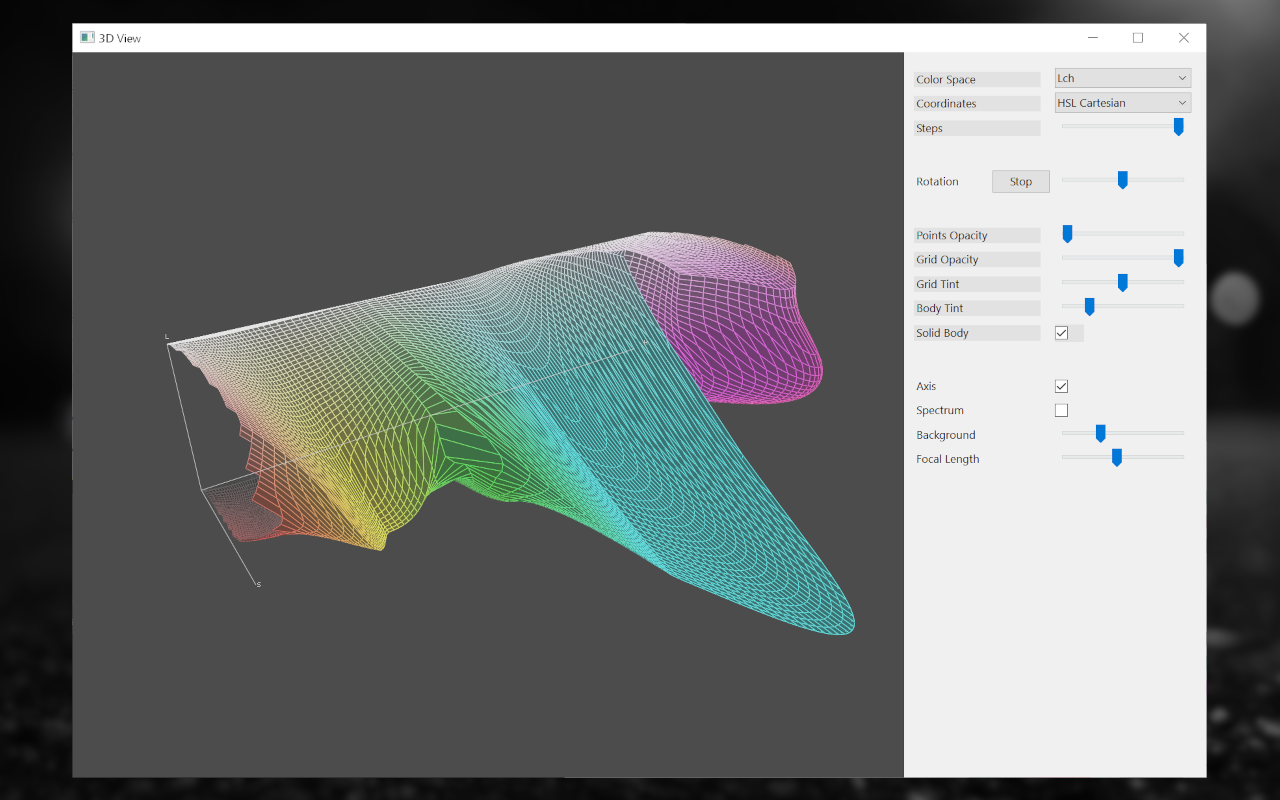 3D View
Color Space
Lch
Coordinates
HSL Cartesian
Steps
Rotation
Stop
Points Opacity
Grid Opacity
Grid Tint
Body Tint
Solid Body
Axis
Spectrum
Background
Focal Length
L
S